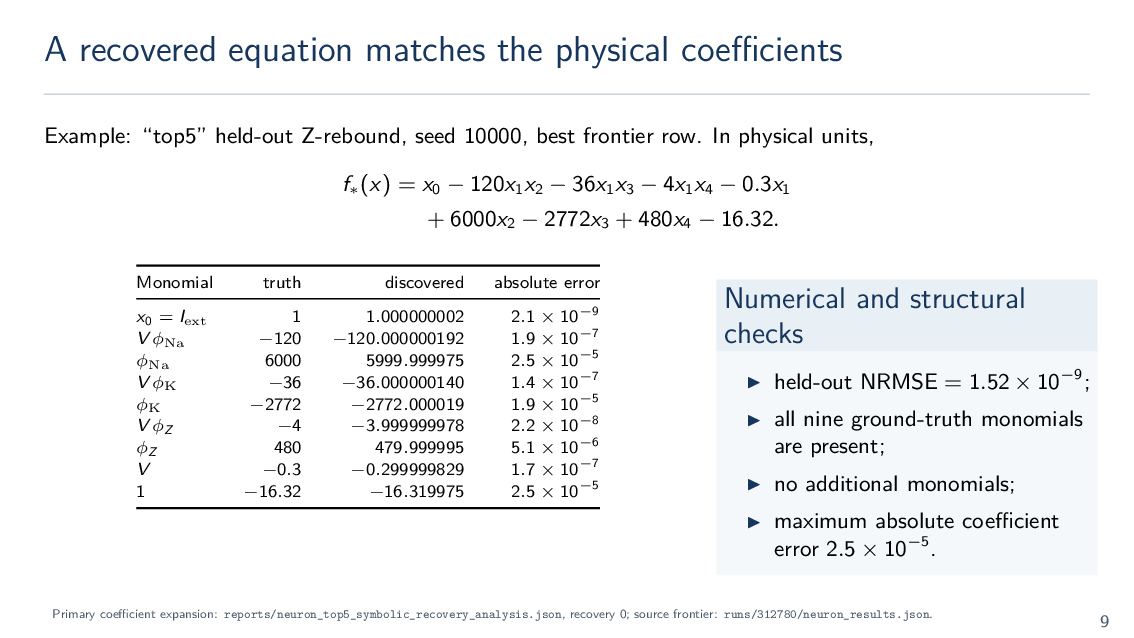 A recovered equation matches the physical coefficients
Example: “top5” held-out Z-rebound, seed 10000, best frontier row. In physical units,
f∗(x) = x₀ − 120x₁x₂ − 36x₁x₃ − 4x₁x₄ − 0.3x₁
+ 6000x₂ − 2772x₃ + 480x₄ − 16.32.
Monomial truth discovered absolute error
x₀ = I_ext 1 1.000000002 2.1 × 10⁻⁹
Vϕ_Na −120 −120.000000192 1.9 × 10⁻⁷
ϕ_Na 6000 5999.999975 2.5 × 10⁻⁵
Vϕ_K −36 −36.000000140 1.4 × 10⁻⁷
ϕ_K −2772 −2772.000019 1.9 × 10⁻⁵
Vϕ_Z −4 −3.999999978 2.2 × 10⁻⁸
ϕ_Z 480 479.999995 5.1 × 10⁻⁶
V −0.3 −0.299999829 1.7 × 10⁻⁷
1 −16.32 −16.319975 2.5 × 10⁻⁵
Numerical and structural
checks
▶ held-out NRMSE = 1.52 × 10⁻⁹;
▶ all nine ground-truth monomials
are present;
▶ no additional monomials;
▶ maximum absolute coefficient
error 2.5 × 10⁻⁵.
Primary coefficient expansion: reports/neuron_top5_symbolic_recovery_analysis.json, recovery 0; source frontier: runs/312780/neuron_results.json.
9